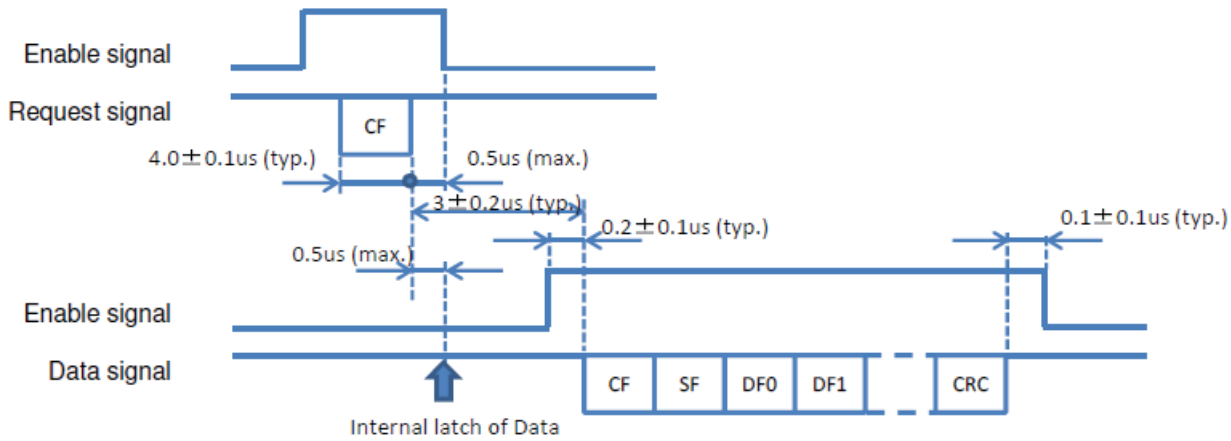 Enable signal
Request signal
CF
4.0±0.1us (typ.)
0.5us (max.)
3±0.2us (typ.)
0.2±0.1us (typ.)
0.1±0.1us (typ.)
0.5us (max.)
Enable signal
Data signal
CF SF DF0 DF1 CRC
Internal latch of Data